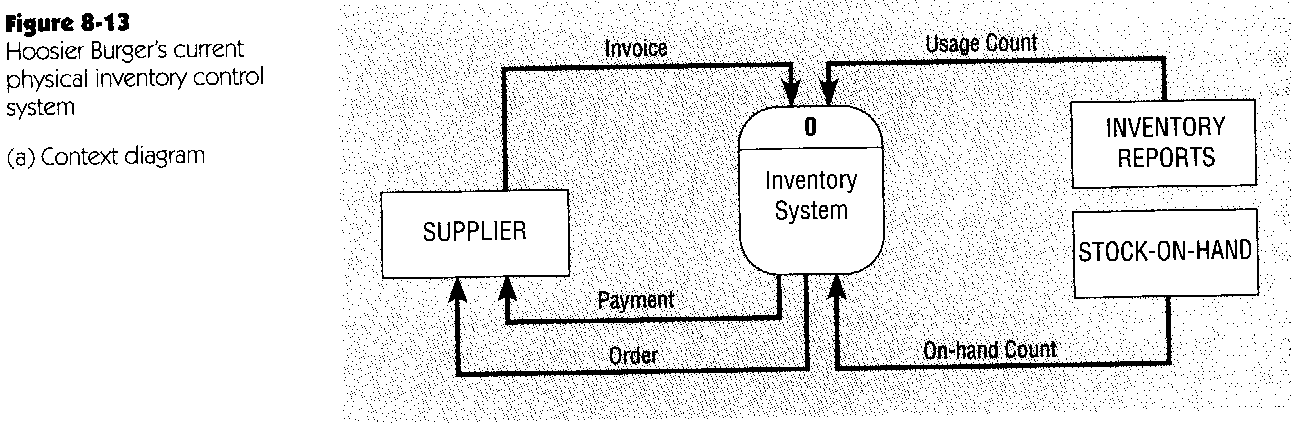 Figure 8-13
Hoosier Burger's current
physical inventory control
system
(a) Context diagram
Invoice
Usage Count
0
Inventory
System
INVENTORY
REPORTS
SUPPLIER
STOCK-ON-HAND
Payment
Order
On-hand Count